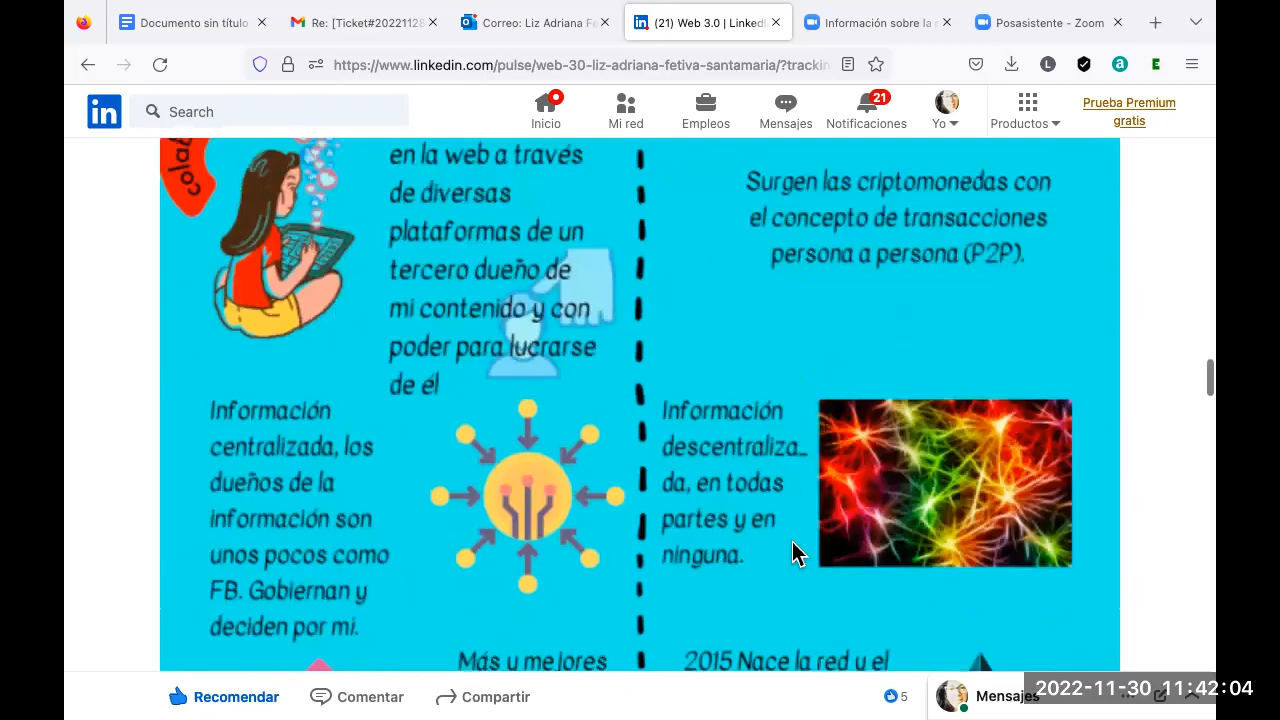 Documento sin título
Re: [Ticket#20221128
Correo: Liz Adriana Fe
(21) Web 3.0 | LinkedI
Información sobre la
Posasistente - Zoom
https://www.linkedin.com/pulse/web-30-liz-adriana-fetiva-santamaria/?trackin
in
Search
Inicio
Mi red
Empleos
Mensajes
21
Notificaciones
Yo
Productos
Prueba Premium
gratis
colab
en la web a través
de diversas
plataformas de un
tercero dueño de
mi contenido y con
poder para lucrarse
de él
Surgen las criptomonedas con
el concepto de transacciones
persona a persona (P2P).
Información
centralizada, los
dueños de la
información son
unos pocos como
FB. Gobiernan y
deciden por mi.
Información
descentraliza_
da, en todas
partes y en
ninguna.
Más y mejores
2015 Nace la red y el
Recomendar
Comentar
Compartir
5
Mensajes
2022-11-30 11:42:04